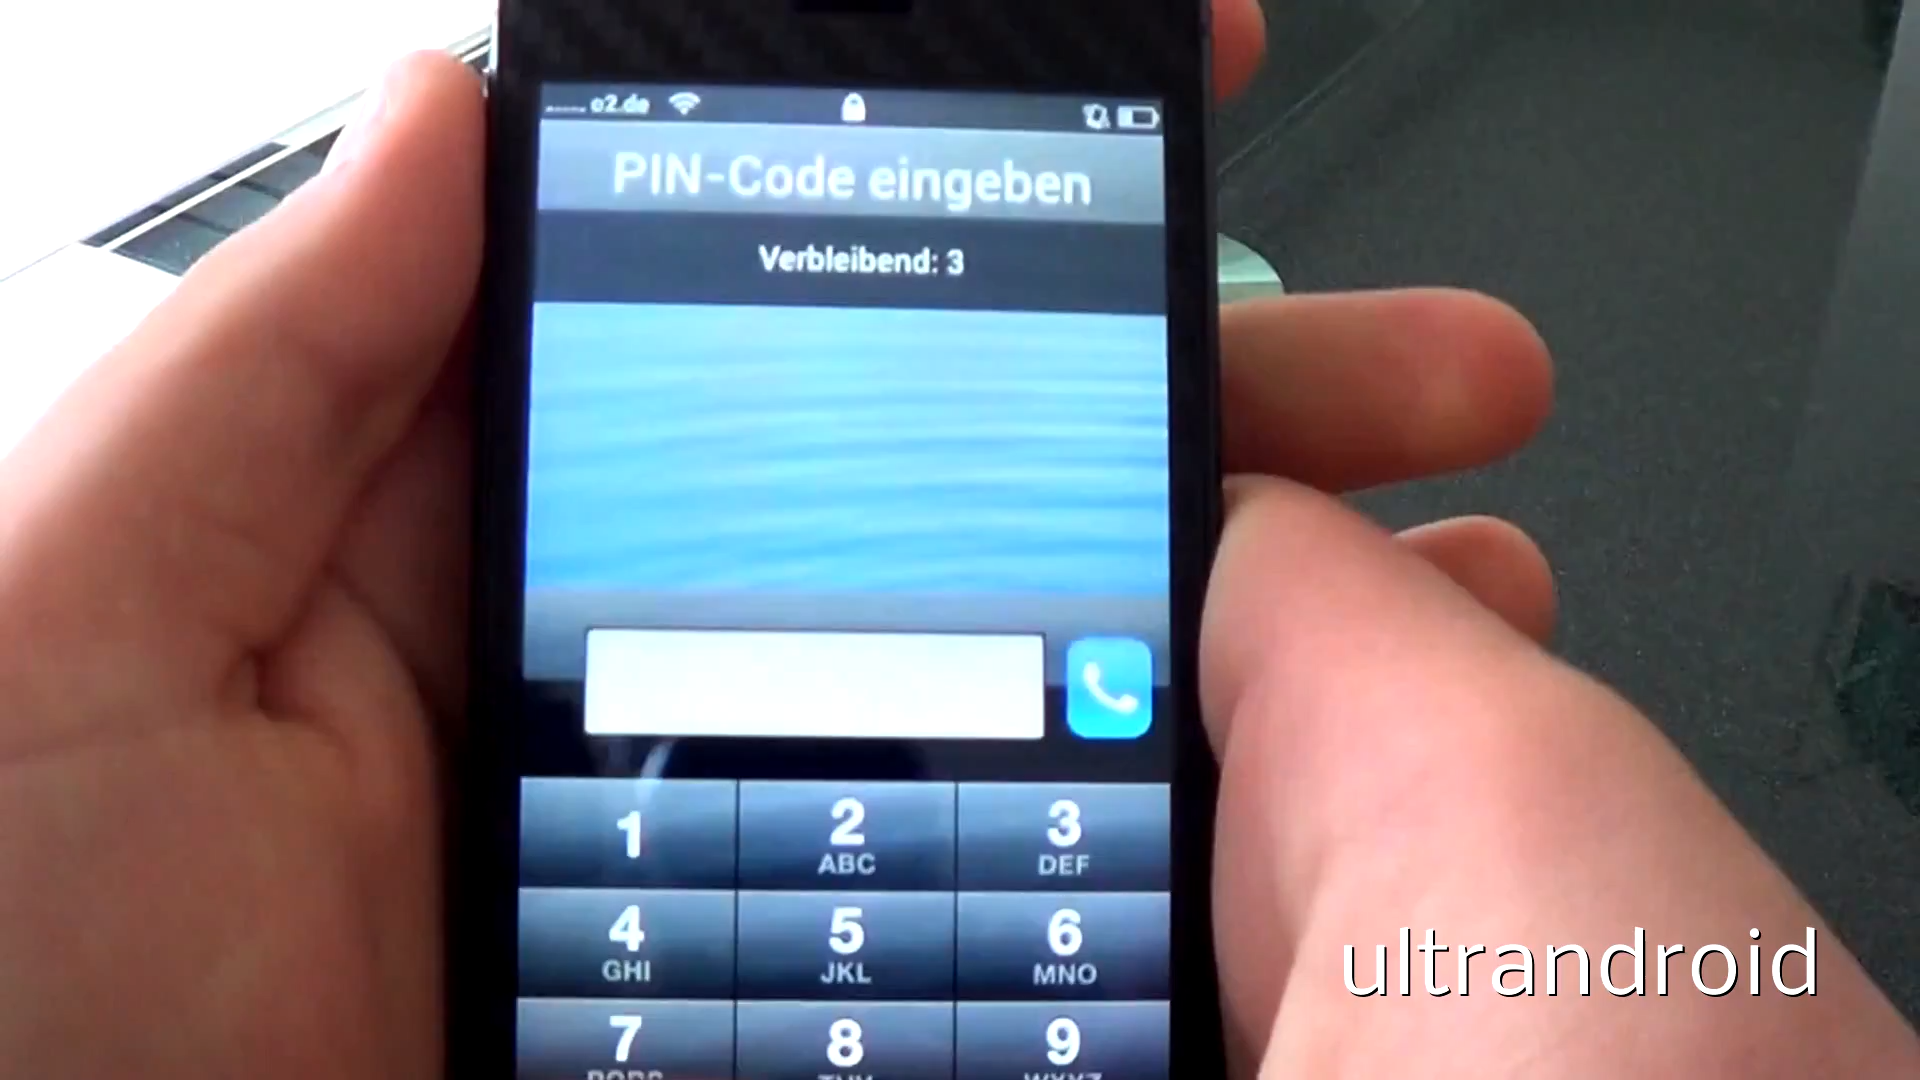 o2.de
PIN-Code eingeben
Verbleibend: 3
1
2
ABC
3
DEF
4
GHI
5
JKL
6
MNO
7
8
9
ultrandroid